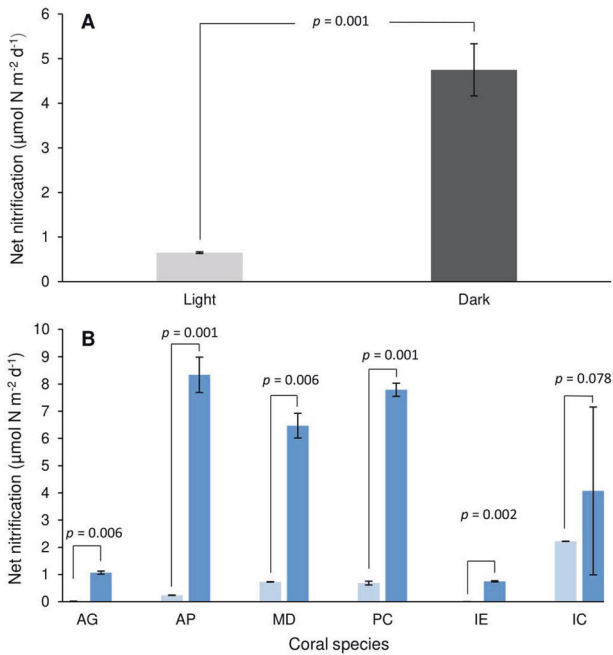 A
p = 0.001
Net nitrification (µmol N m⁻² d⁻¹)
6
5
4
3
2
1
0
Light Dark
B
p = 0.001
p = 0.006
p = 0.001
p = 0.078
p = 0.006
p = 0.002
Net nitrification (µmol N m⁻² d⁻¹)
10
9
8
7
6
5
4
3
2
1
0
AG AP MD PC IE IC
Coral species